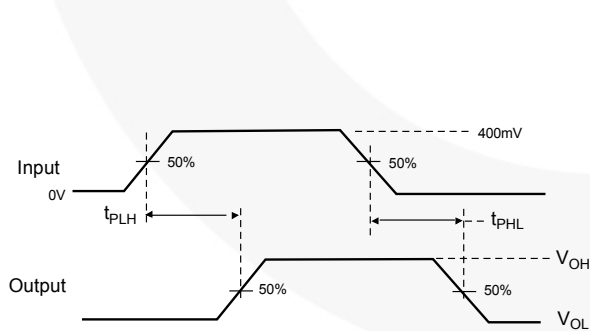 400mV
Input
50%
50%
0V
tPLH
tPHL
VOH
Output
50%
50%
VOL